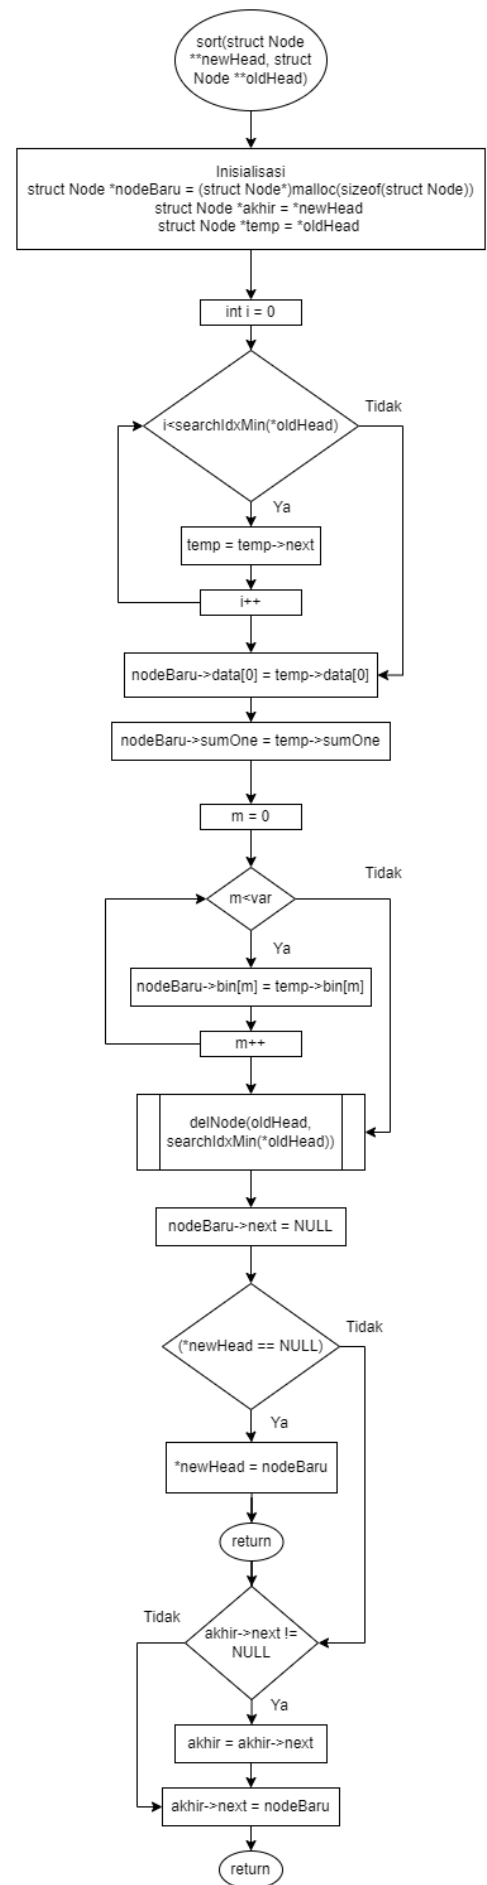 sort(struct Node
**newHead, struct
Node **oldHead)
Inisialisasi
struct Node *nodeBaru = (struct Node*)malloc(sizeof(struct Node))
struct Node *akhir = *newHead
struct Node *temp = *oldHead
int i = 0
i<searchIdxMin(*oldHead)
Tidak
Ya
temp = temp->next
i++
nodeBaru->data[0] = temp->data[0]
nodeBaru->sumOne = temp->sumOne
m = 0
m<var
Tidak
Ya
nodeBaru->bin[m] = temp->bin[m]
m++
delNode(oldHead,
searchIdxMin(*oldHead))
nodeBaru->next = NULL
(*newHead == NULL)
Tidak
Ya
*newHead = nodeBaru
return
Tidak
akhir->next !=
NULL
Ya
akhir = akhir->next
akhir->next = nodeBaru
return